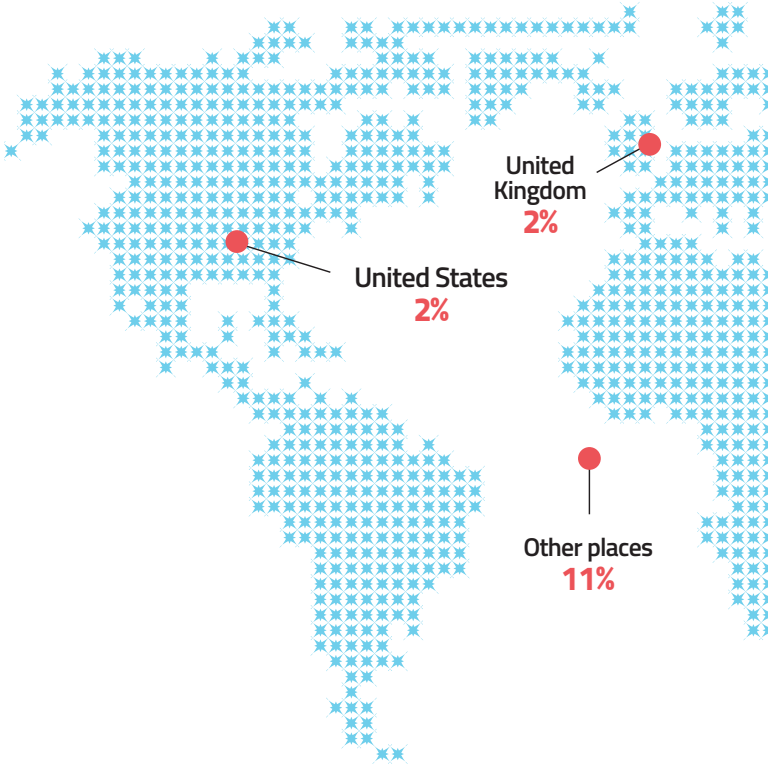 United
Kingdom
2%
United States
2%
Other places
11%